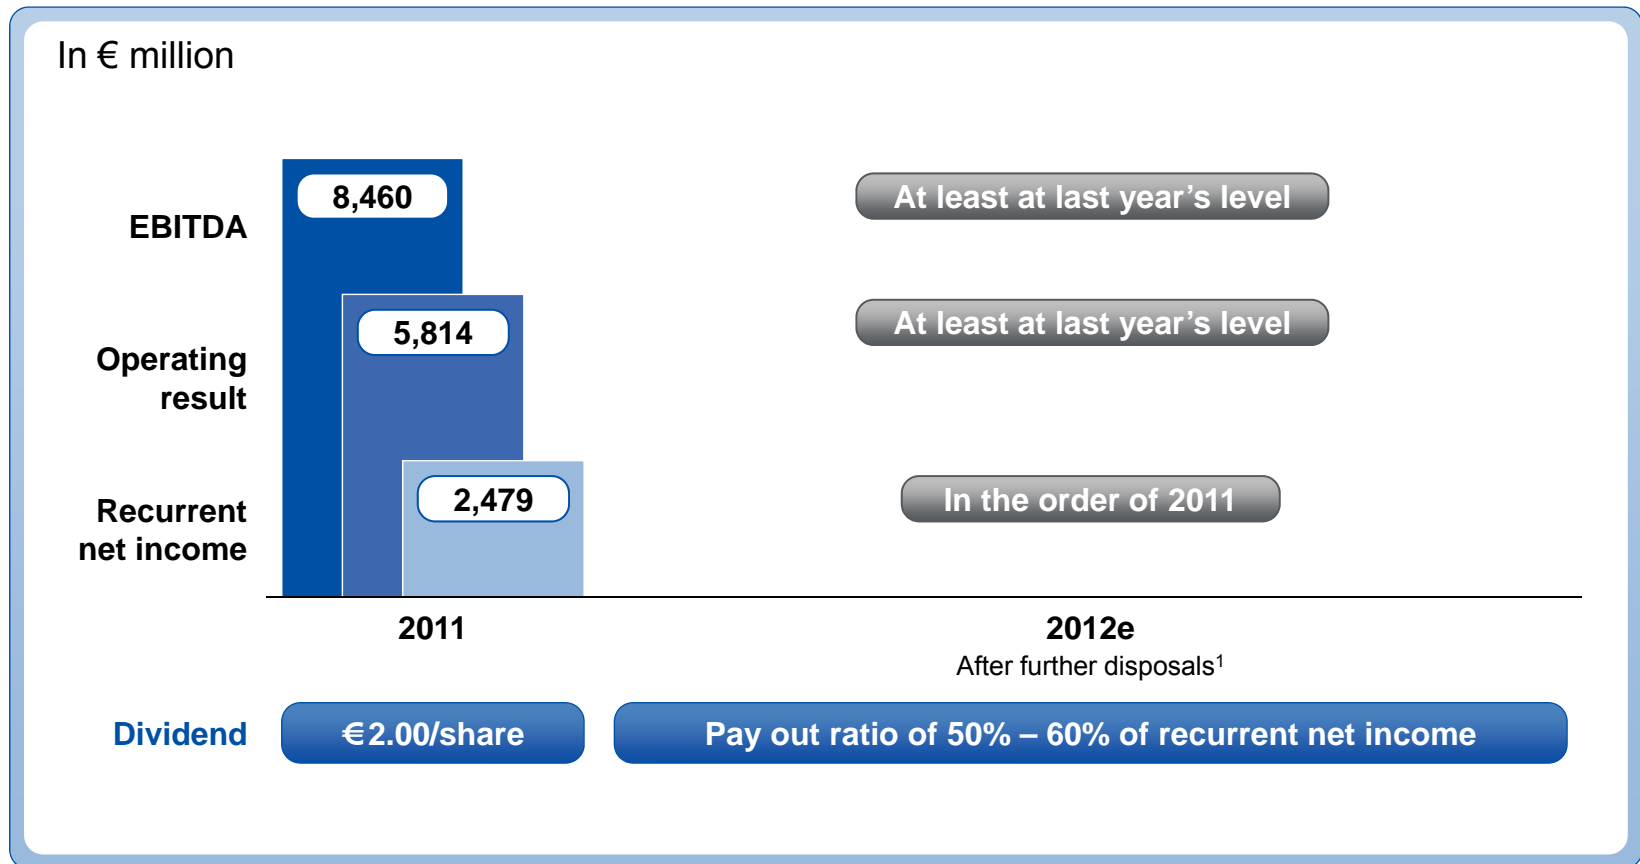 In € million
EBITDA
8,460
At least at last year’s level
Operating
result
5,814
At least at last year’s level
Recurrent
net income
2,479
In the order of 2011
2011
2012e
After further disposals¹
Dividend
€2.00/share
Pay out ratio of 50% – 60% of recurrent net income